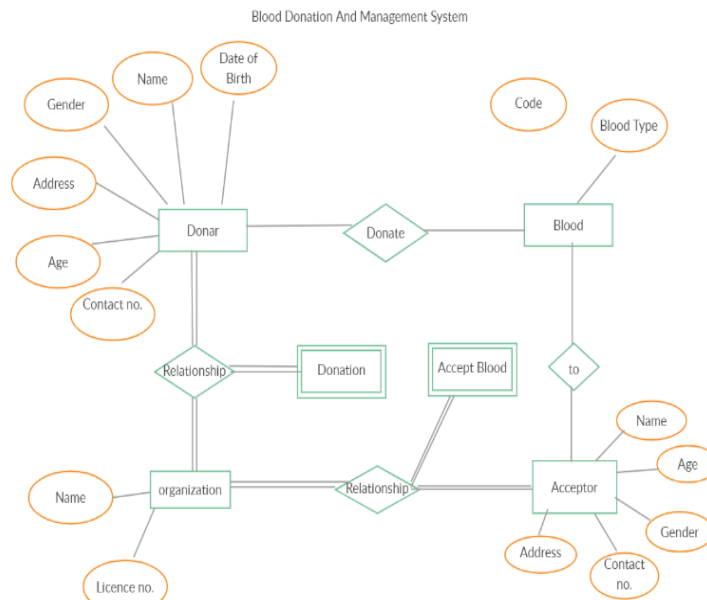 Blood Donation And Management System
Date of
Birth
Name
Gender
Code
Blood Type
Address
Donar
Donate
Blood
Age
Contact no.
Relationship
Donation
Accept Blood
to
Name
Age
organization
Relationship
Acceptor
Name
Gender
Address
Contact
no.
Licence no.